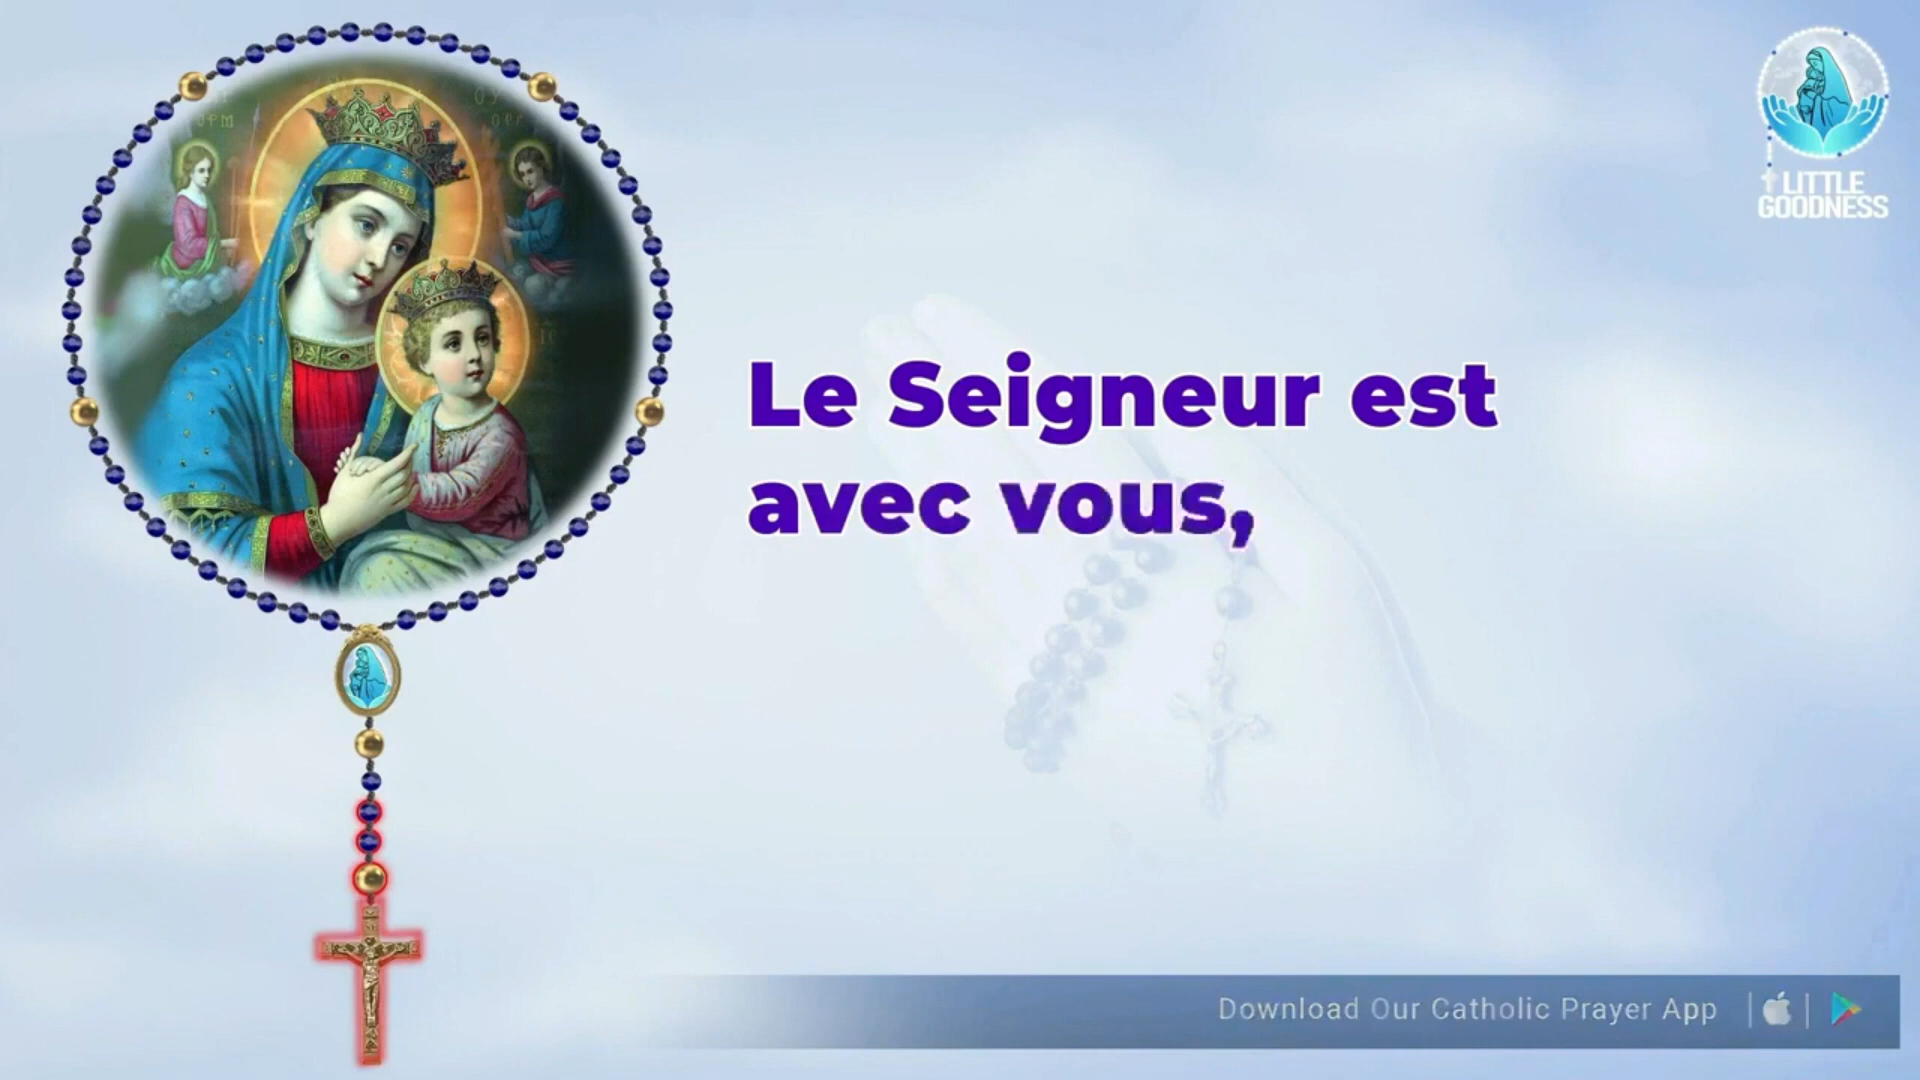 LITTLE
GOODNESS
Le Seigneur est
avec vous,
Download Our Catholic Prayer App